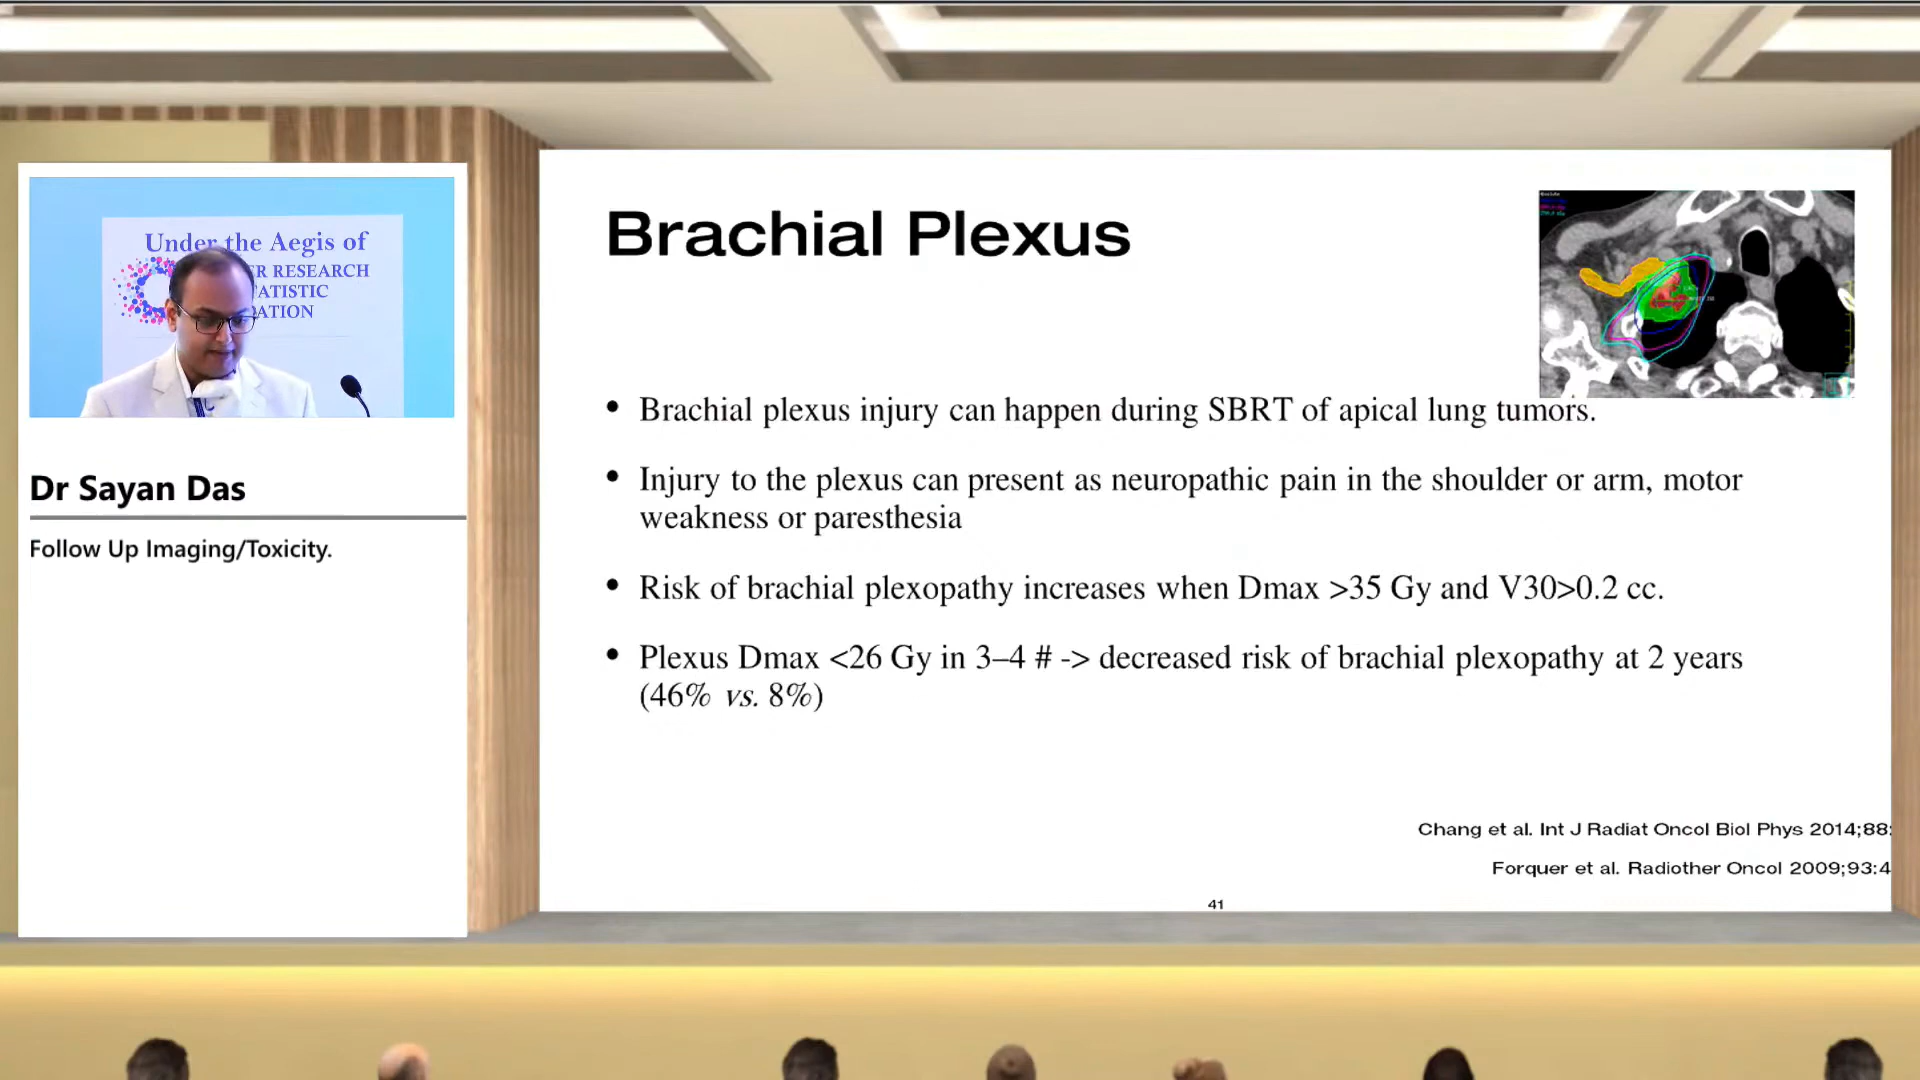 Under the Aegis of
ER RESEARCH
TATISTIC
DATION
Dr Sayan Das
Follow Up Imaging/Toxicity.
Brachial Plexus
• Brachial plexus injury can happen during SBRT of apical lung tumors.
• Injury to the plexus can present as neuropathic pain in the shoulder or arm, motor
weakness or paresthesia
• Risk of brachial plexopathy increases when Dmax >35 Gy and V30>0.2 cc.
• Plexus Dmax <26 Gy in 3–4 # -> decreased risk of brachial plexopathy at 2 years
(46% vs. 8%)
Chang et al. Int J Radiat Oncol Biol Phys 2014;88:
Forquer et al. Radiother Oncol 2009;93:4
41